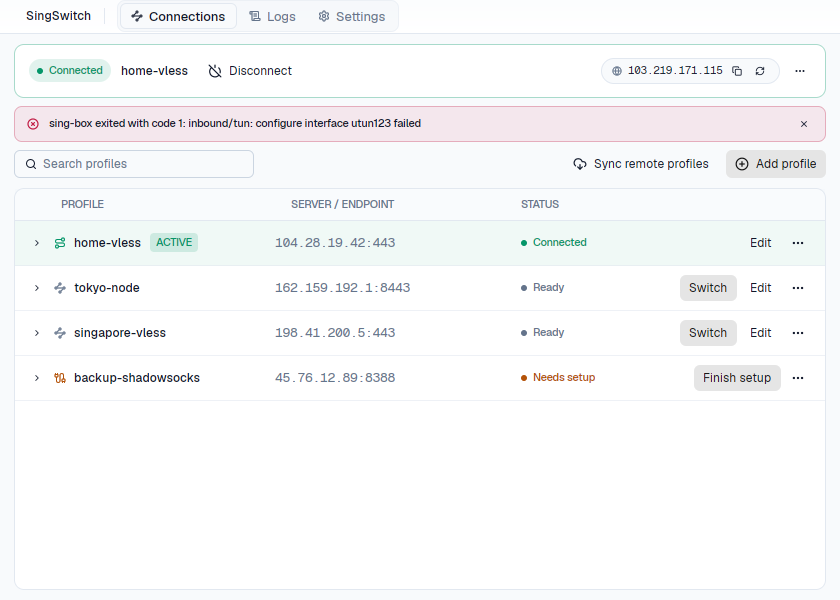 SingSwitch Connections Logs Settings
Connected home-vless Disconnect 103.219.171.115
sing-box exited with code 1: inbound/tun: configure interface utun123 failed
Search profiles Sync remote profiles Add profile
PROFILE SERVER / ENDPOINT STATUS
home-vless ACTIVE 104.28.19.42:443 Connected Edit
tokyo-node 162.159.192.1:8443 Ready Switch Edit
singapore-vless 198.41.200.5:443 Ready Switch Edit
backup-shadowsocks 45.76.12.89:8388 Needs setup Finish setup